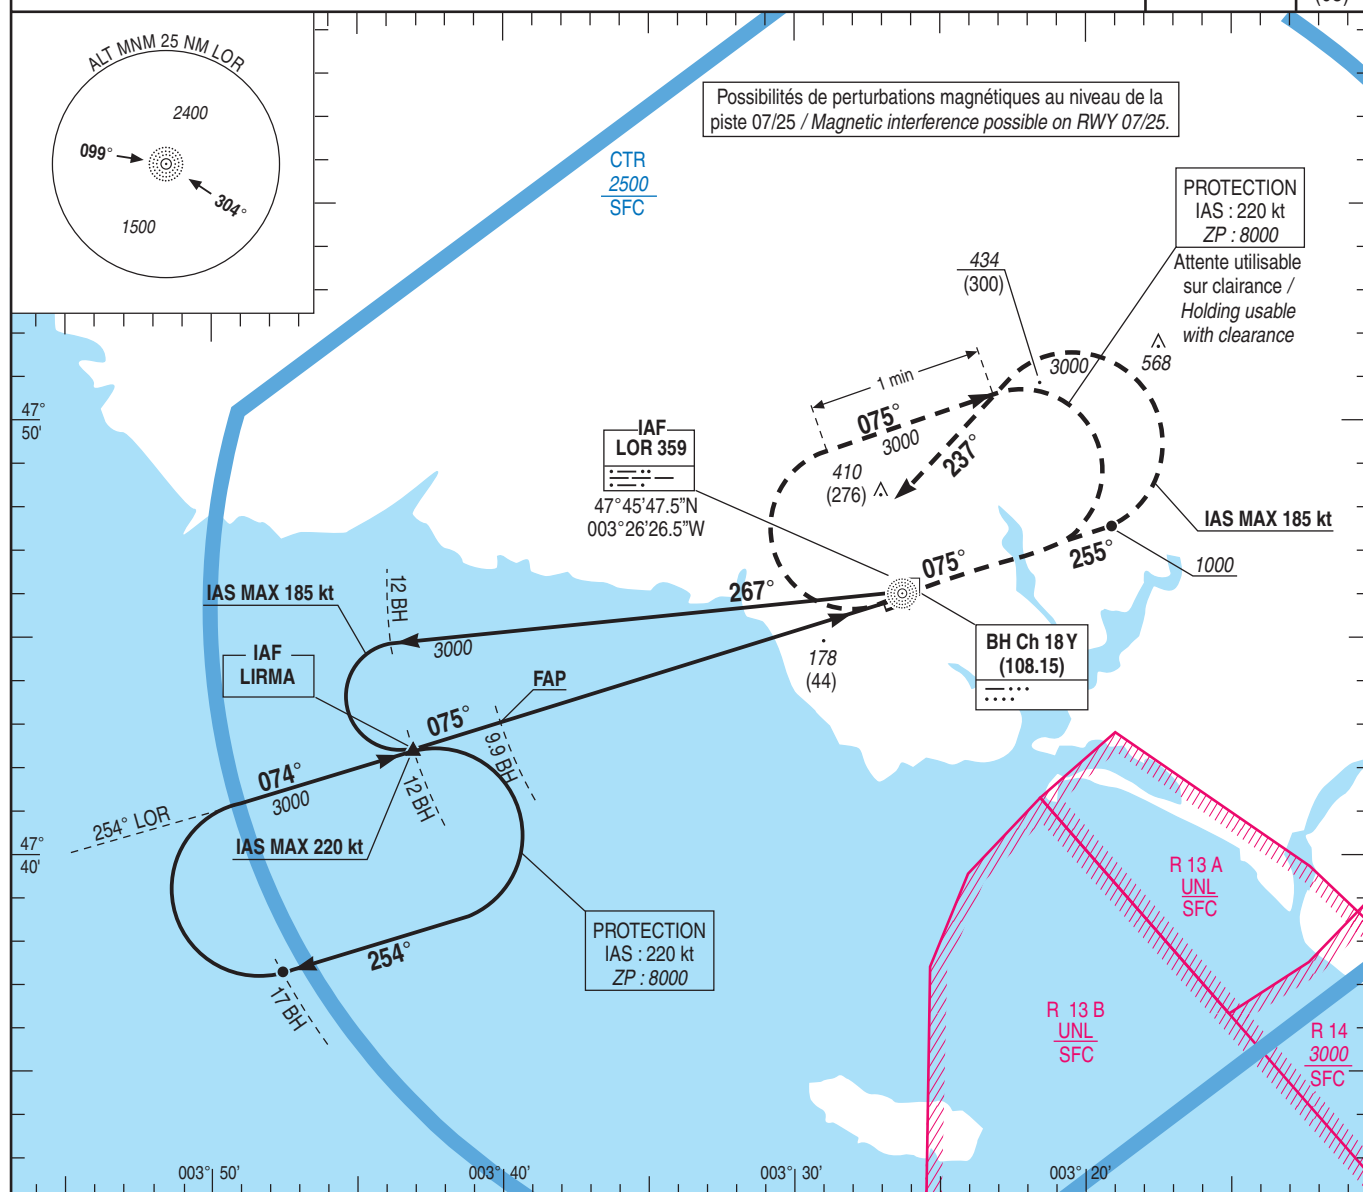 (05)
ALT MNM 25 NM LOR
2400
099°
304°
1500
Possibilités de perturbations magnétiques au niveau de la
piste 07/25 / Magnetic interference possible on RWY 07/25.
CTR
2500
SFC
PROTECTION
IAS : 220 kt
ZP : 8000
Attente utilisable
sur clairance /
Holding usable
with clearance
434
(300)
568
3000
1 min
075°
3000
237°
410
(276)
47°
50'
IAF
LOR 359
47°45'47.5"N
003°26'26.5"W
IAS MAX 185 kt
075°
255°
1000
267°
12 BH
IAS MAX 185 kt
3000
178
(44)
BH Ch 18 Y
(108.15)
IAF
LIRMA
FAP
075°
9.9 BH
12 BH
074°
3000
254° LOR
IAS MAX 220 kt
47°
40'
254°
17 BH
PROTECTION
IAS : 220 kt
ZP : 8000
R 13 A
UNL
SFC
R 13 B
UNL
SFC
R 14
3000
SFC
003° 50'
003° 40'
003° 30'
003° 20'